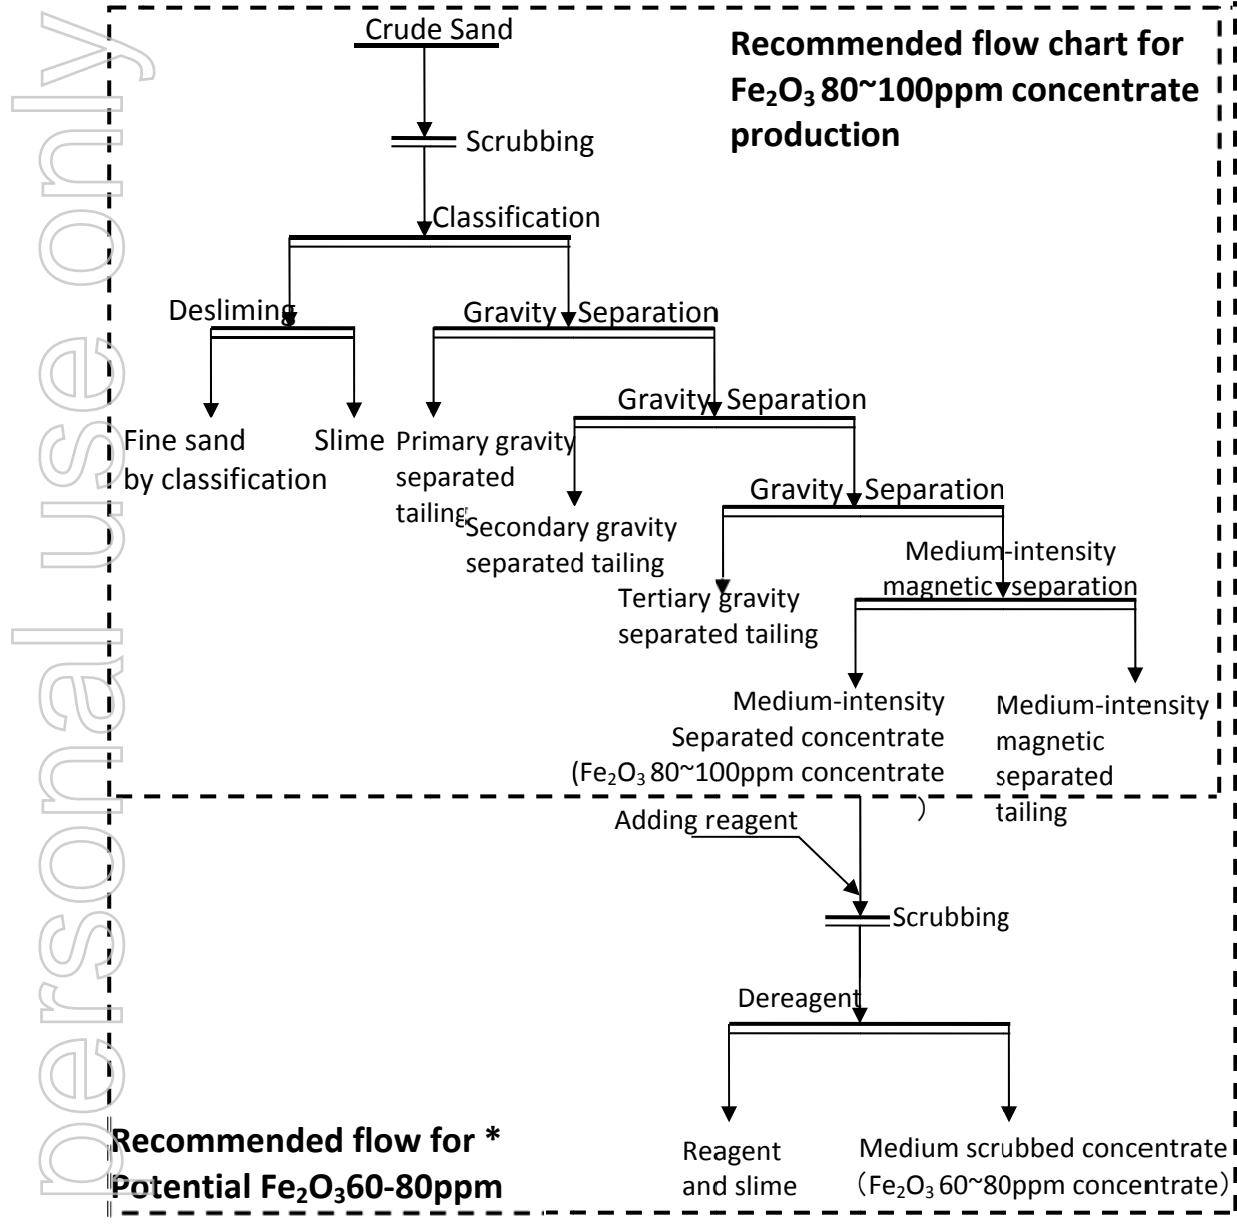 Crude Sand
Recommended flow chart for
Fe₂O₃ 80~100ppm concentrate
production
Scrubbing
Classification
Desliming
Gravity Separation
Gravity Separation
Fine sand
by classification
Slime
Primary gravity
separated
tailing
Gravity Separation
Secondary gravity
separated tailing
Medium-intensity
magnetic separation
Tertiary gravity
separated tailing
Medium-intensity
Separated concentrate
(Fe₂O₃ 80~100ppm concentrate
)
Medium-intensity
magnetic
separated
tailing
Adding reagent
Scrubbing
Dereagent
Recommended flow for *
Potential Fe₂O₃60-80ppm
Reagent
and slime
Medium scrubbed concentrate
(Fe₂O₃ 60~80ppm concentrate)
personal use only